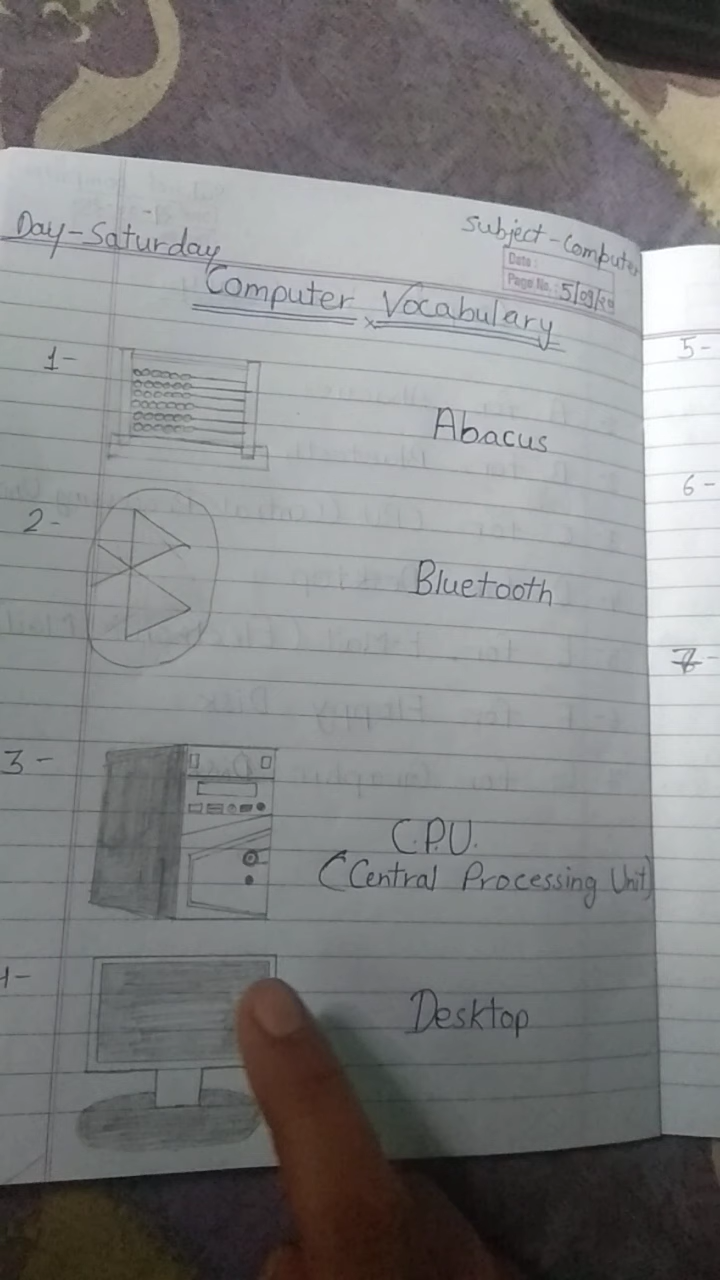 Day-Saturday
Subject-Computer
Date:
Page No.: 5/09/20
Computer Vocabulary
1-
Abacus
2-
Bluetooth
3-
C.P.U.
(Central Processing Unit)
Desktop
5-
6-
7-